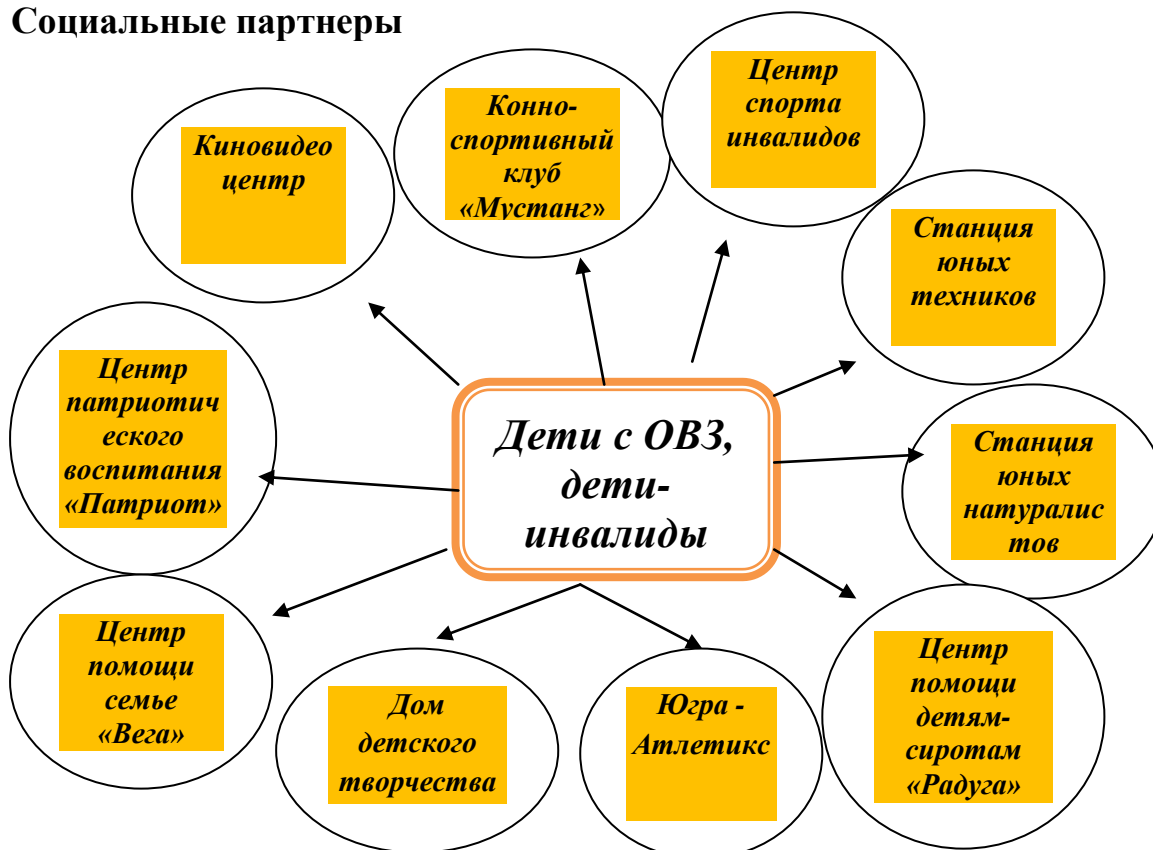 Социальные партнеры
Киновидео
центр
Конно-
спортивный
клуб
«Мустанг»
Центр
спорта
инвалидов
Станция
юных
техников
Центр
патриотич
еского
воспитания
«Патриот»
Дети с ОВЗ,
дети-
инвалиды
Станция
юных
натуралис
тов
Центр
помощи
семье
«Вега»
Дом
детского
творчества
Югра -
Атлетикс
Центр
помощи
детям-
сиротам
«Радуга»